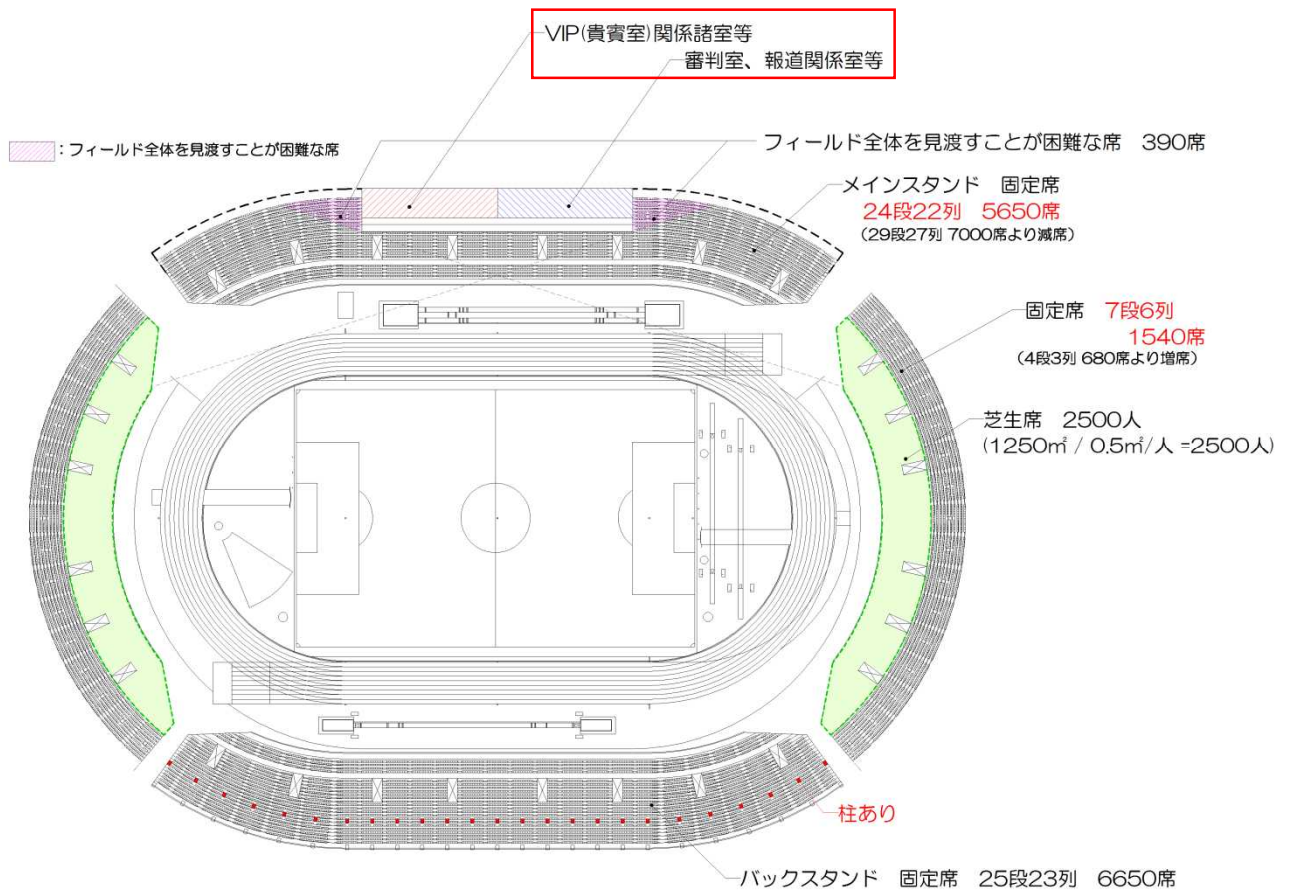 VIP(貴賓室)関係諸室等
審判室、報道関係室等
:フィールド全体を見渡すことが困難な席
フィールド全体を見渡すことが困難な席 390席
メインスタンド 固定席
24段22列 5650席
(29段27列 7000席より減席)
固定席 7段6列
1540席
(4段3列 680席より増席)
芝生席 2500人
(1250㎡ / 0.5㎡/人 =2500人)
柱あり
バックスタンド 固定席 25段23列 6650席